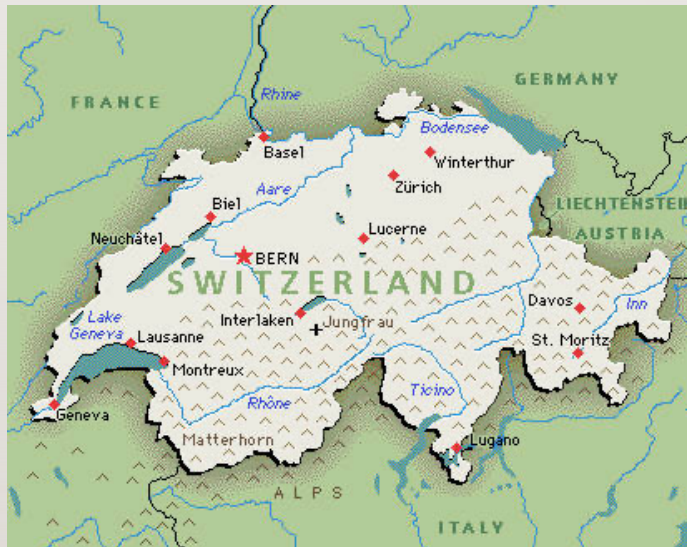 GERMANY
FRANCE
Rhine
Bodensee
Basel
Winterthur
Zürich
Aare
Biel
LIECHTENSTEIN
Lucerne
AUSTRIA
Neuchâtel
BERN
SWITZERLAND
Davos
Inn
Lake
Geneva
Interlaken
Jungfrau
Lausanne
St. Moritz
Montreux
Ticino
Rhône
Geneva
Matterhorn
Lugano
ALPS
ITALY